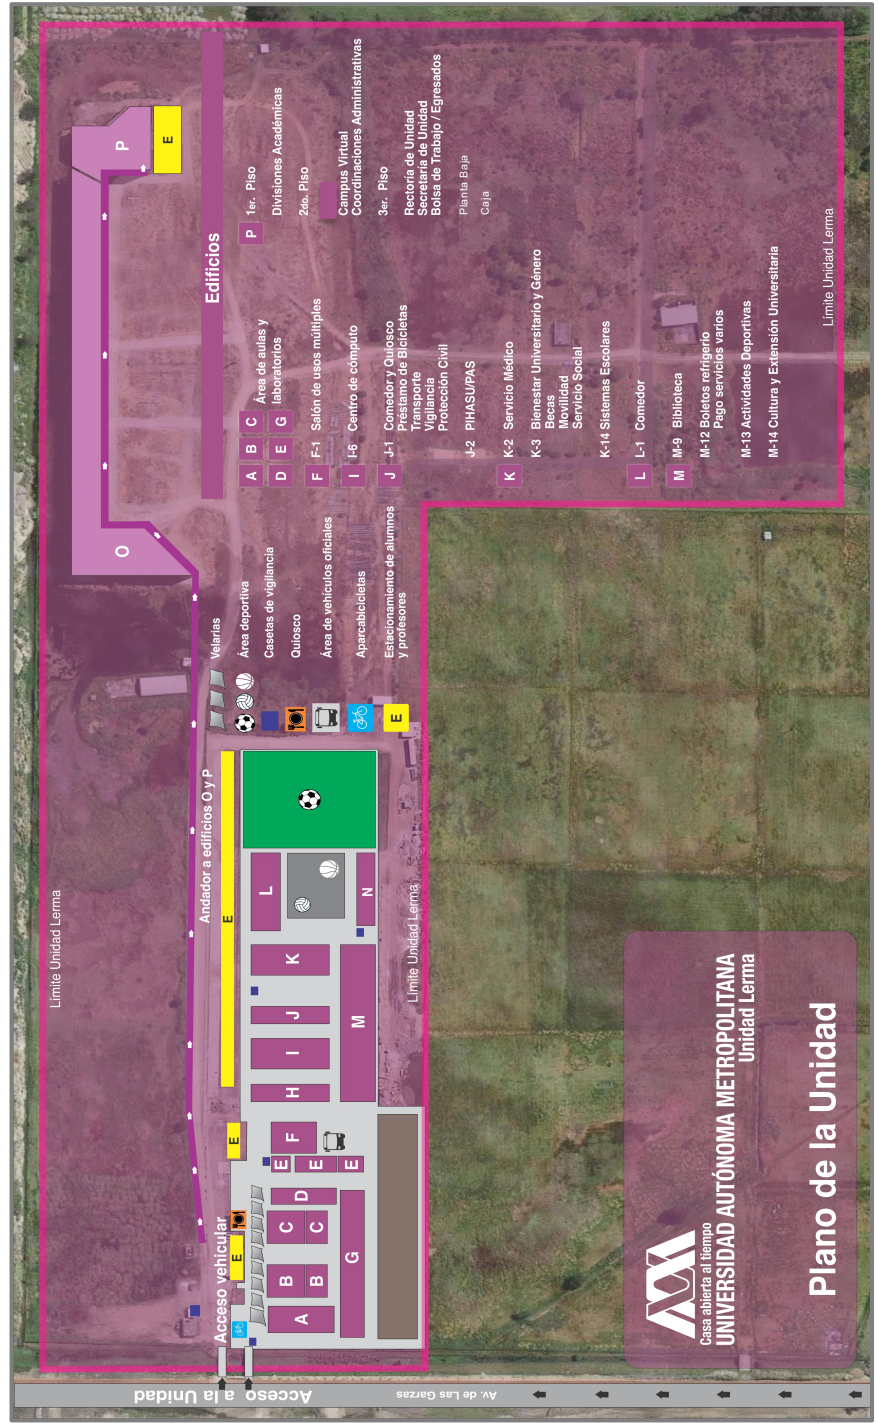 Casa abierta al tiempo
UNIVERSIDAD AUTÓNOMA METROPOLITANA
Unidad Lerma
Plano de la Unidad
Límite Unidad Lerma
Límite Unidad Lerma
Límite Unidad Lerma
Acceso a la Unidad
Av. de Las Garzas
Acceso vehicular
Andador a edificios O y P
A
B
B
C
C
D
E
E
E
F
G
H
I
J
K
L
M
N
O
P
E
E
E
E
Velarias
Área deportiva
Casetas de vigilancia
Quiosco
Área de vehículos oficiales
Aparcabicicletas
E
Estacionamiento de alumnos
y profesores
Edificios
A B C
D E G
Área de aulas y
laboratorios
F F-1 Salón de usos múltiples
I I-6 Centro de cómputo
J J-1 Comedor y Quiosco
Préstamo de Bicicletas
Transporte
Vigilancia
Protección Civil
J-2 PIHASU/PAS
K K-2 Servicio Médico
K-3 Bienestar Universitario y Género
Becas
Movilidad
Servicio Social
K-14 Sistemas Escolares
L L-1 Comedor
M M-9 Biblioteca
M-12 Boletos refrigerio
Pago servicios varios
M-13 Actividades Deportivas
M-14 Cultura y Extensión Universitaria
P 1er. Piso
Divisiones Académicas
2do. Piso
Campus Virtual
Coordinaciones Administrativas
3er. Piso
Rectoría de Unidad
Secretaría de Unidad
Bolsa de Trabajo / Egresados
Planta Baja
Caja